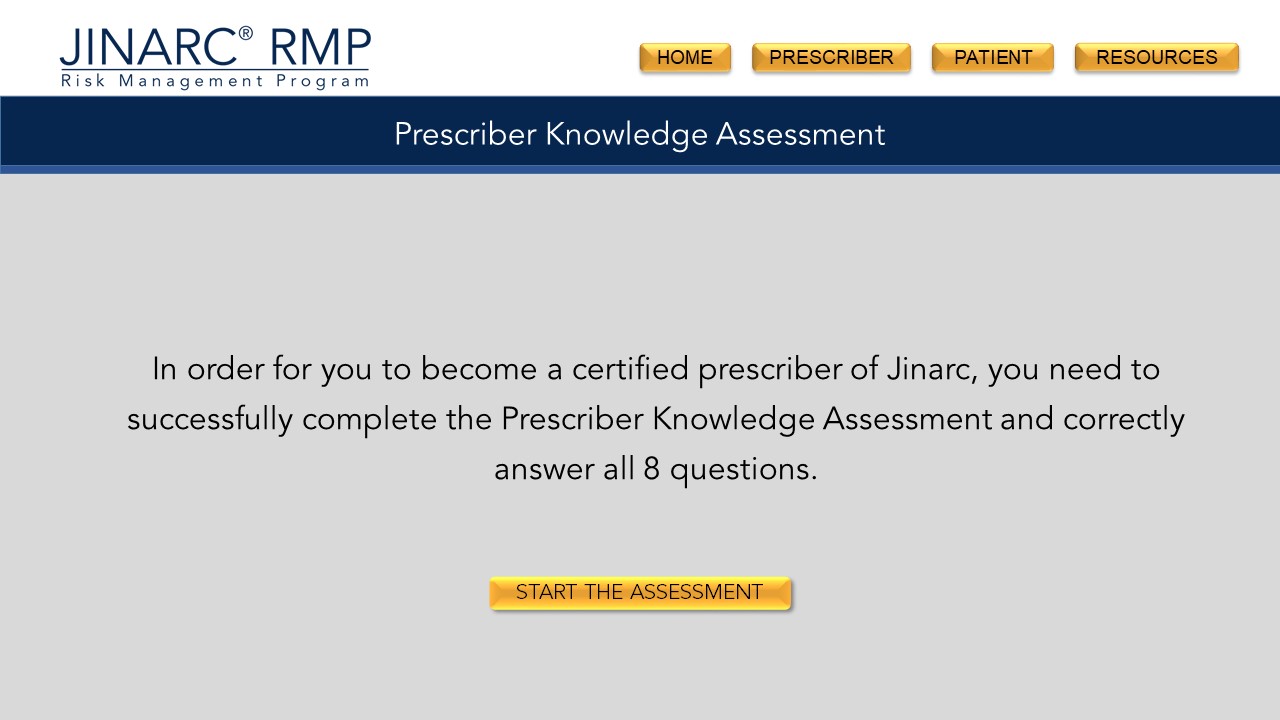 JINARC® RMP
Risk Management Program
HOME
PRESCRIBER
PATIENT
RESOURCES
Prescriber Knowledge Assessment
In order for you to become a certified prescriber of Jinarc, you need to
successfully complete the Prescriber Knowledge Assessment and correctly
answer all 8 questions.
START THE ASSESSMENT